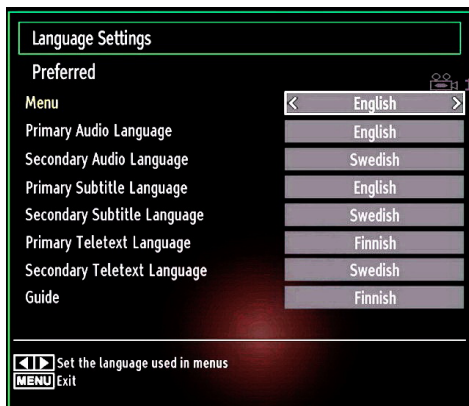 Language Settings
Preferred
Menu < English >
Primary Audio Language English
Secondary Audio Language Swedish
Primary Subtitle Language English
Secondary Subtitle Language Swedish
Primary Teletext Language Finnish
Secondary Teletext Language Swedish
Guide Finnish
Set the language used in menus
MENU Exit